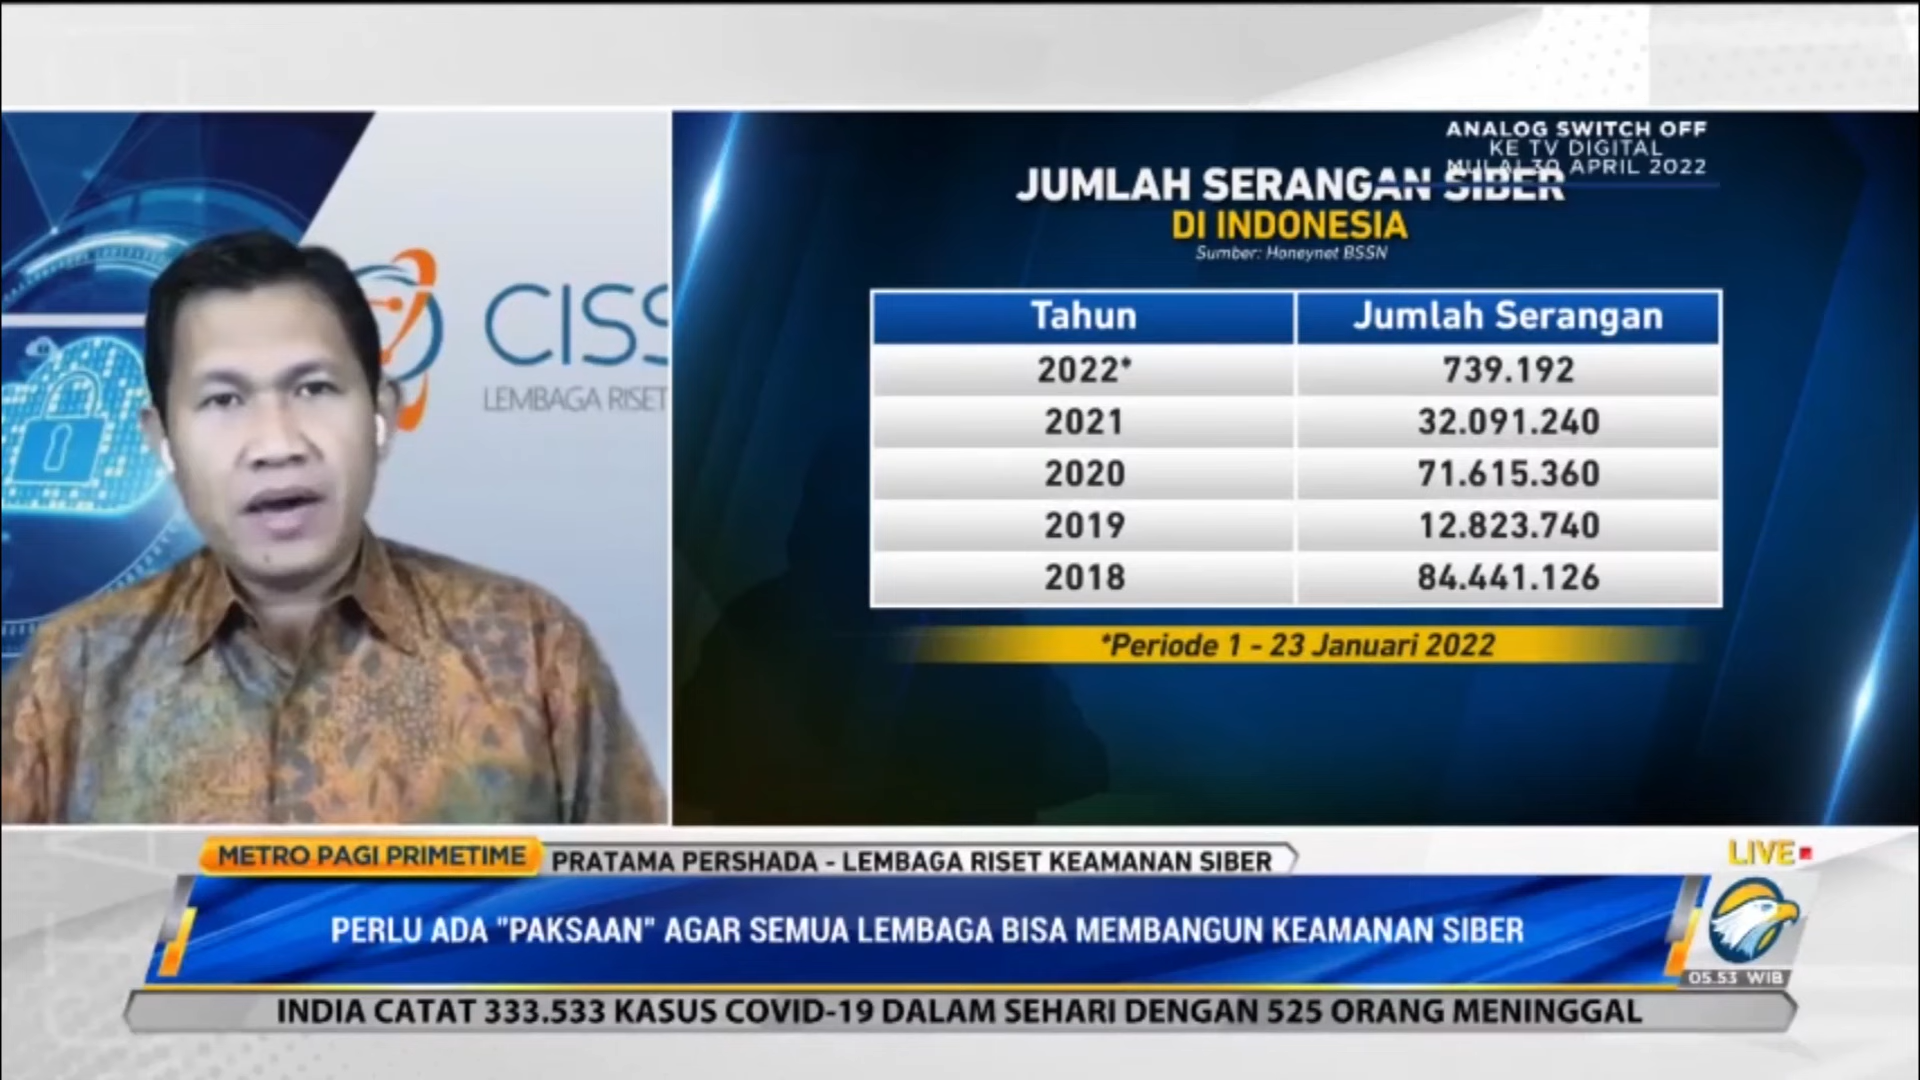 ANALOG SWITCH OFF
KE TV DIGITAL
MULAI 30 APRIL 2022
JUMLAH SERANGAN SIBER
DI INDONESIA
Sumber: Honeynet BSSN
CISS
LEMBAGA RISET
Tahun Jumlah Serangan
2022* 739.192
2021 32.091.240
2020 71.615.360
2019 12.823.740
2018 84.441.126
*Periode 1 - 23 Januari 2022
METRO PAGI PRIMETIME
PRATAMA PERSHADA - LEMBAGA RISET KEAMANAN SIBER
LIVE
PERLU ADA "PAKSAAN" AGAR SEMUA LEMBAGA BISA MEMBANGUN KEAMANAN SIBER
05.53 WIB
INDIA CATAT 333.533 KASUS COVID-19 DALAM SEHARI DENGAN 525 ORANG MENINGGAL